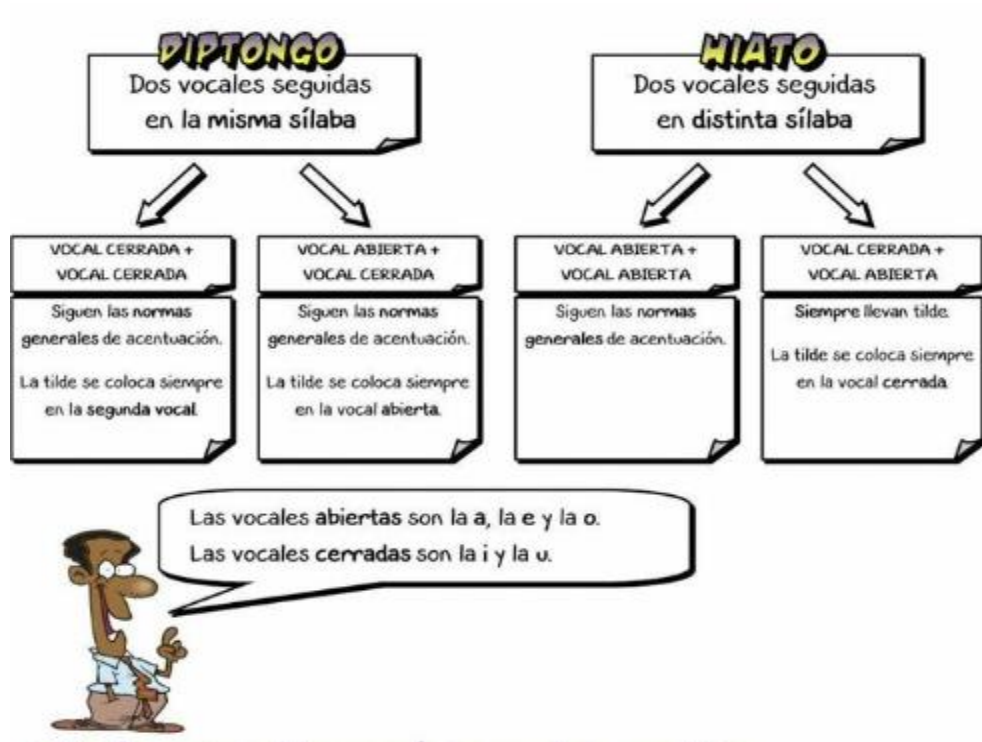 DIPTONGO
Dos vocales seguidas
en la misma sílaba
HIATO
Dos vocales seguidas
en distinta sílaba
VOCAL CERRADA +
VOCAL CERRADA
Siguen las normas
generales de acentuación.
La tilde se coloca siempre
en la segunda vocal.
VOCAL ABIERTA +
VOCAL CERRADA
Siguen las normas
generales de acentuación.
La tilde se coloca siempre
en la vocal abierta.
VOCAL ABIERTA +
VOCAL ABIERTA
Siguen las normas
generales de acentuación.
VOCAL CERRADA +
VOCAL ABIERTA
Siempre llevan tilde.
La tilde se coloca siempre
en la vocal cerrada
Las vocales abiertas son la a, la e y la o.
Las vocales cerradas son la i y la u.